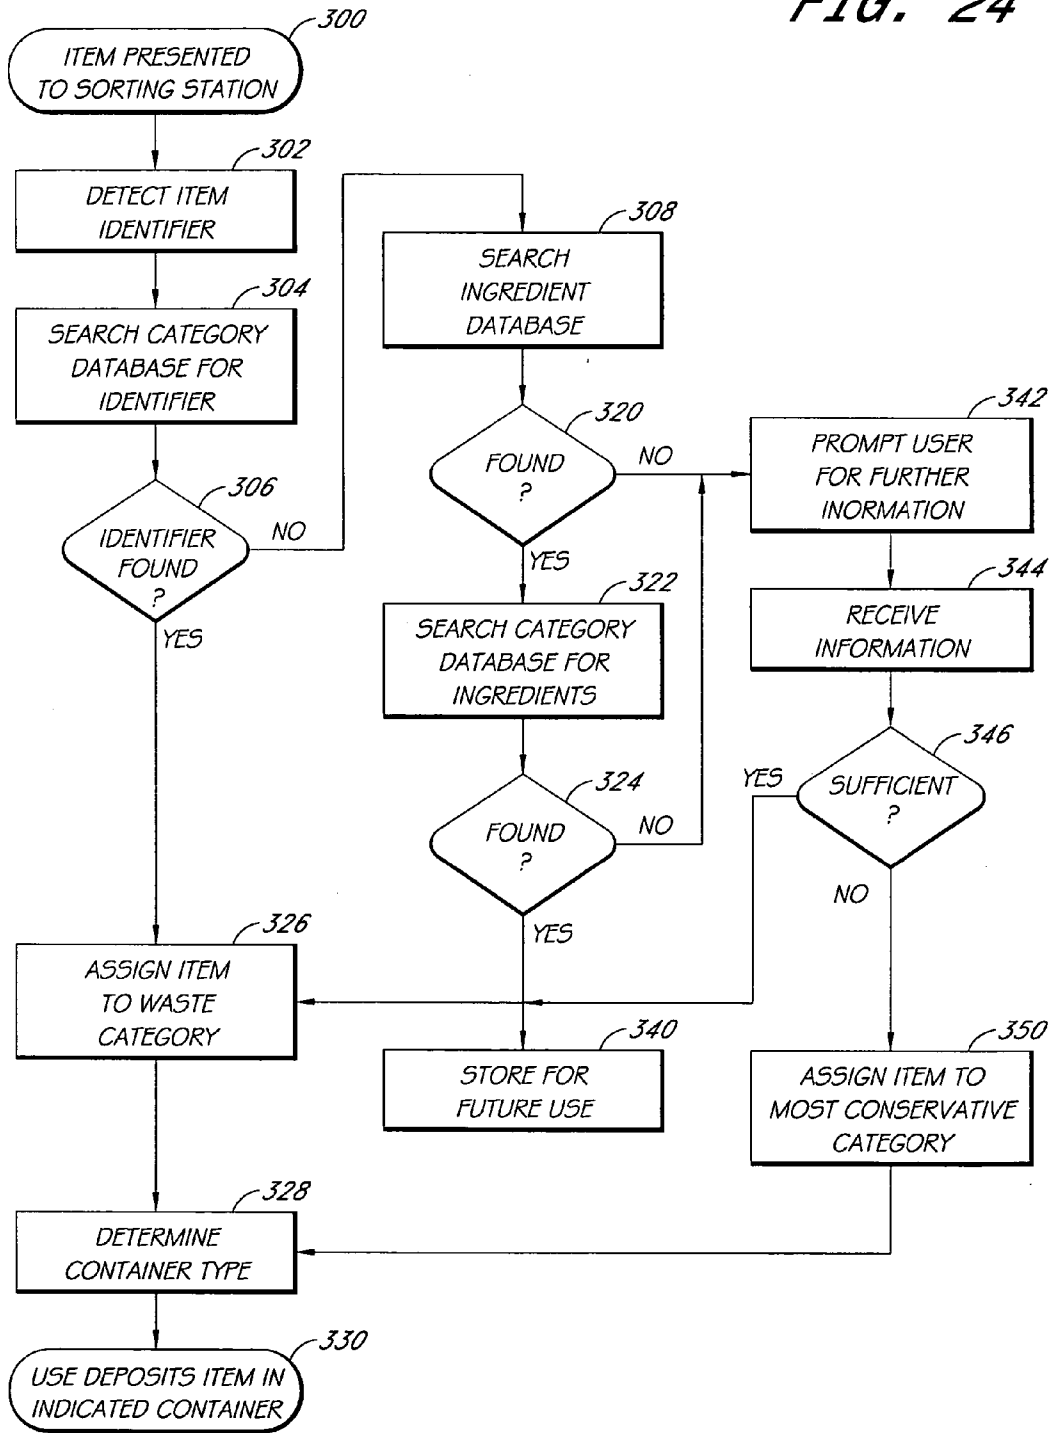 FIG. 24
300
ITEM PRESENTED
TO SORTING STATION
302
DETECT ITEM
IDENTIFIER
304
SEARCH CATEGORY
DATABASE FOR
IDENTIFIER
306
IDENTIFIER
FOUND
?
NO
YES
308
SEARCH
INGREDIENT
DATABASE
320
FOUND
?
NO
YES
322
SEARCH CATEGORY
DATABASE FOR
INGREDIENTS
324
FOUND
?
NO
YES
342
PROMPT USER
FOR FURTHER
INORMATION
344
RECEIVE
INFORMATION
346
SUFFICIENT
?
YES
NO
326
ASSIGN ITEM
TO WASTE
CATEGORY
340
STORE FOR
FUTURE USE
350
ASSIGN ITEM TO
MOST CONSERVATIVE
CATEGORY
328
DETERMINE
CONTAINER TYPE
330
USE DEPOSITS ITEM IN
INDICATED CONTAINER